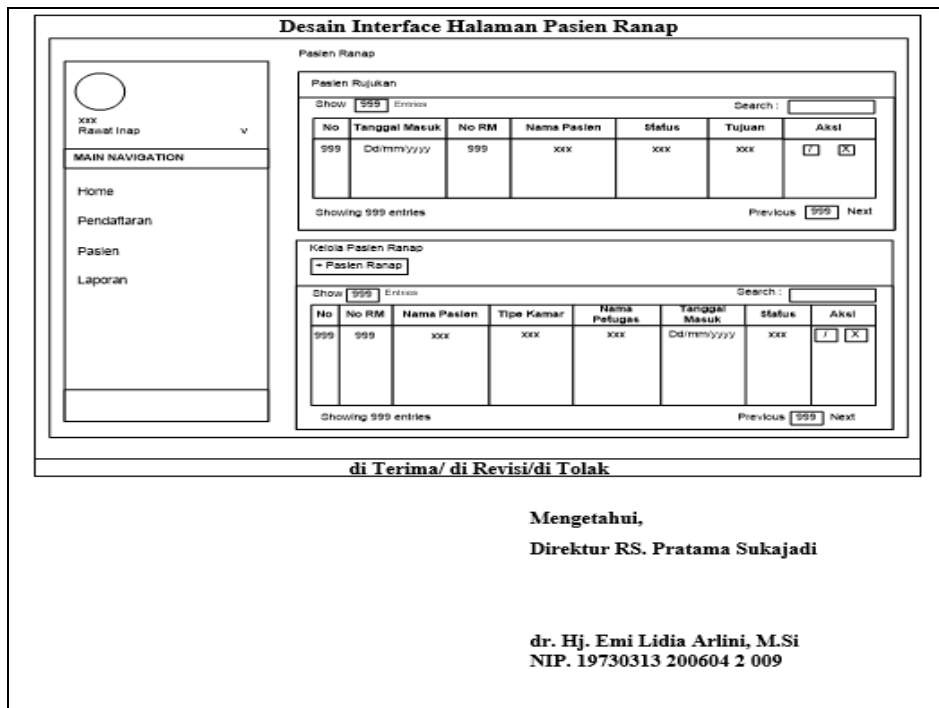 Desain Interface Halaman Pasien Ranap
xxx
Rawat Inap v
MAIN NAVIGATION
Home
Pendaftaran
Pasien
Laporan
Pasien Ranap
Pasien Rujukan
Show 999 Entries Search :
No Tanggal Masuk No RM Nama Pasien Status Tujuan Aksi
999 Dd/mm/yyyy 999 xxx xxx xxx / X
Showing 999 entries Previous 999 Next
Kelola Pasien Ranap
+ Pasien Ranap
Show 999 Entries Search :
No No RM Nama Pasien Tipe Kamar Nama Petugas Tanggal Masuk Status Aksi
999 999 xxx xxx xxx Dd/mm/yyyy xxx / X
Showing 999 entries Previous 999 Next
di Terima/ di Revisi/di Tolak
Mengetahui,
Direktur RS. Pratama Sukajadi
dr. Hj. Emi Lidia Arlini, M.Si
NIP. 19730313 200604 2 009